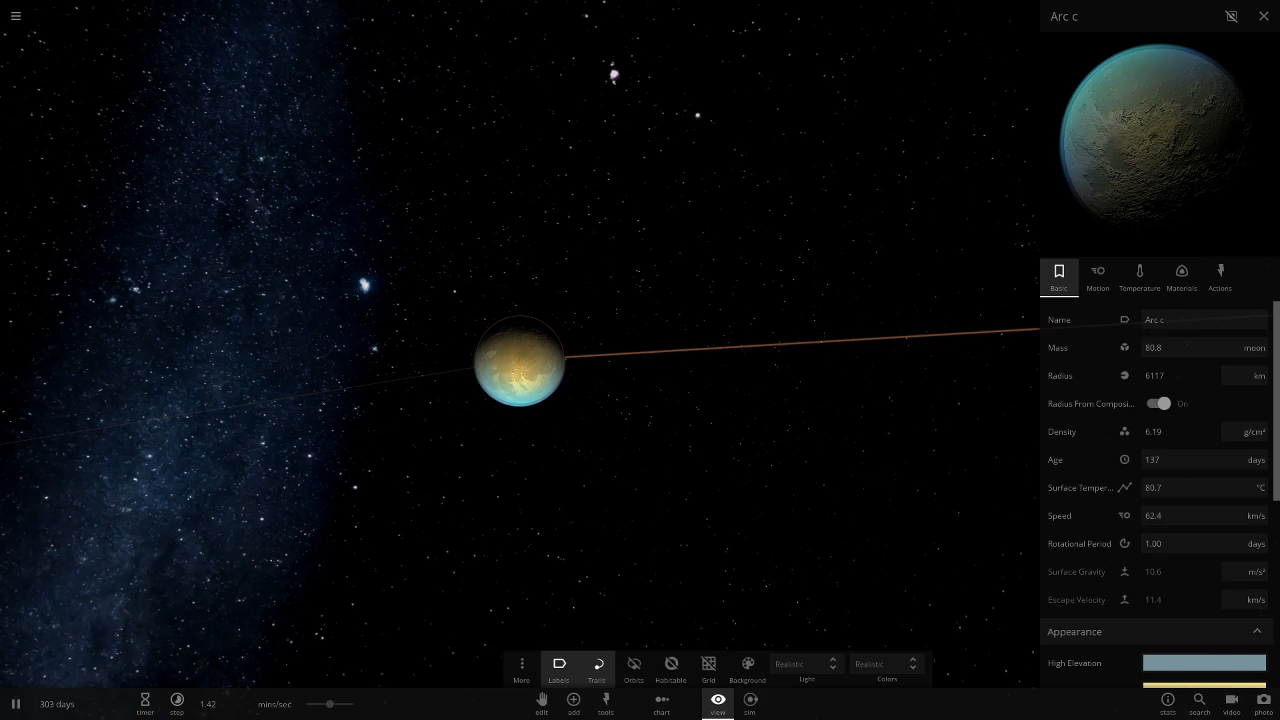 Arc c
Basic
Motion
Temperature
Materials
Actions
Name Arc c
Mass 80.8 moon
Radius 6117 km
Radius From Composi... On
Density 6.19 g/cm³
Age 137 days
Surface Temper... 80.7 °C
Speed 62.4 km/s
Rotational Period 1.00 days
Surface Gravity 10.6 m/s²
Escape Velocity 11.4 km/s
Appearance
High Elevation
More
Labels
Trails
Orbits
Habitable
Grid
Background
Realistic
Light
Realistic
Colors
303 days
timer
step
1.42 mins/sec
edit
add
tools
chart
view
sim
stats
search
video
photo